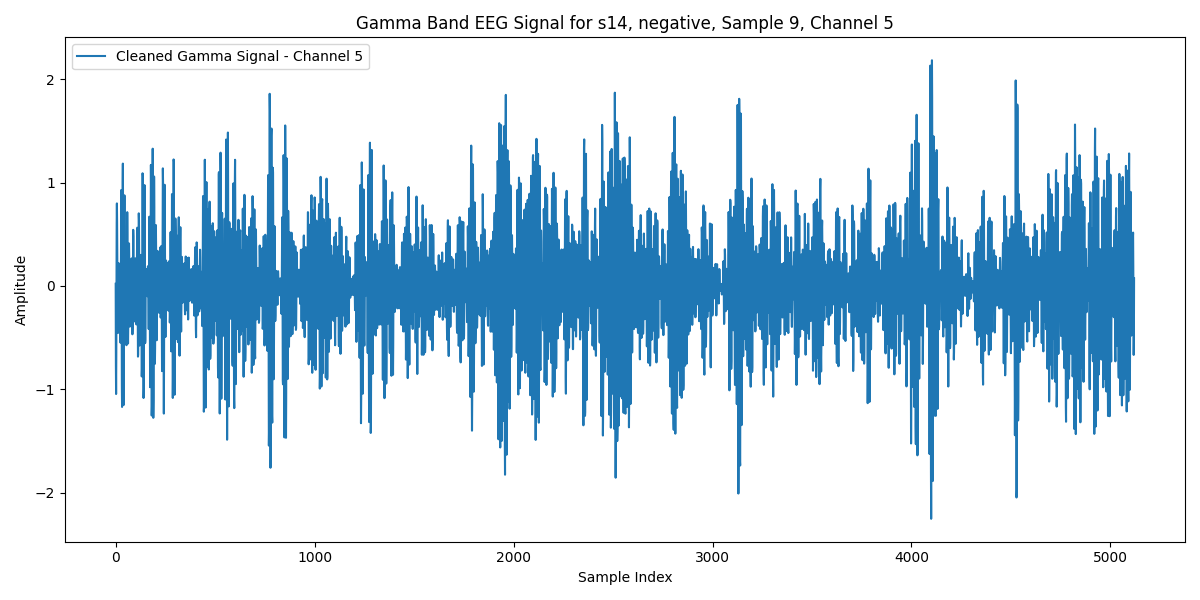 Gamma Band EEG Signal for s14, negative, Sample 9, Channel 5
Cleaned Gamma Signal - Channel 5
2
1
0
−1
−2
Amplitude
0 1000 2000 3000 4000 5000
Sample Index